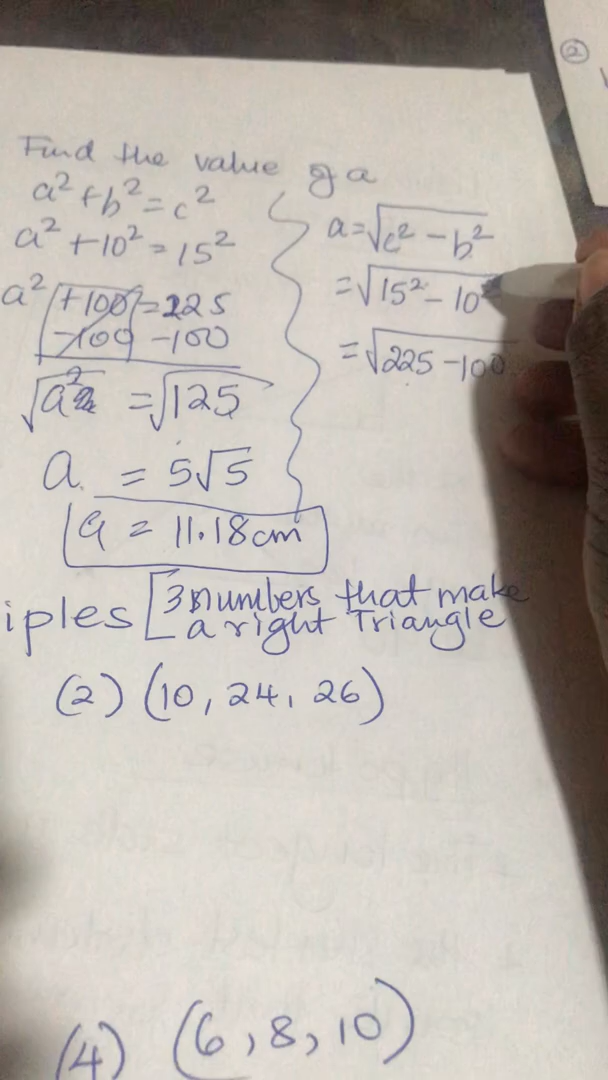 Find the value of a
a² + b² = c²
a² + 10² = 15²
a² + 100 = 225
-100 -100
√a² = √125
a = 5√5
a = 11.18cm
a = √c² - b²
= √15² - 10²
= √225 - 100
iples [3 numbers that make
a right Triangle
(2) (10, 24, 26)
(4) (6, 8, 10)
(2)